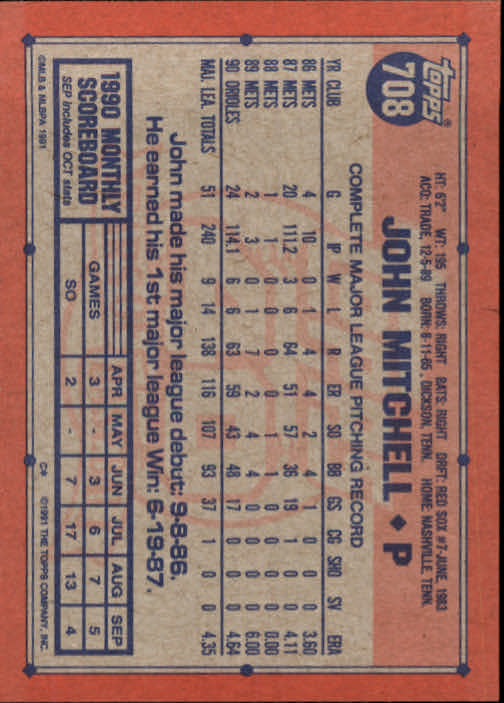 TOPPS®
708
JOHN MITCHELL ♦ P
HT: 6'2" WT: 195 THROWS: RIGHT BATS: RIGHT DRAFT: RED SOX #7-JUNE, 1983
ACQ: TRADE, 12-5-89 BORN: 8-11-65, DICKSON, TENN. HOME: NASHVILLE, TENN.
COMPLETE MAJOR LEAGUE PITCHING RECORD
YR CLUB G IP W L R ER SO BB GS CG SHO SV ERA
86 METS 4 10 0 1 4 4 2 4 1 0 0 0 3.60
87 METS 20 111.2 3 6 64 51 57 36 19 1 0 0 4.11
88 METS 1 1 0 0 0 0 1 1 0 0 0 0 0.00
89 METS 2 3 0 1 7 2 4 4 0 0 0 0 6.00
90 ORIOLES 24 114.1 6 6 63 59 43 48 17 0 0 0 4.64
MAJ. LEA. TOTALS 51 240 9 14 138 116 107 93 37 1 0 0 4.35
John made his major league debut: 9-8-86.
He earned his 1st major league Win: 6-19-87.
1990 MONTHLY SCOREBOARD
SEP includes OCT stats
APR MAY JUN JUL AUG SEP
GAMES 3 - 3 6 7 5
SO 2 - 7 17 13 4
©MLB & MLBPA 1991
C* ©1991 THE TOPPS COMPANY, INC.